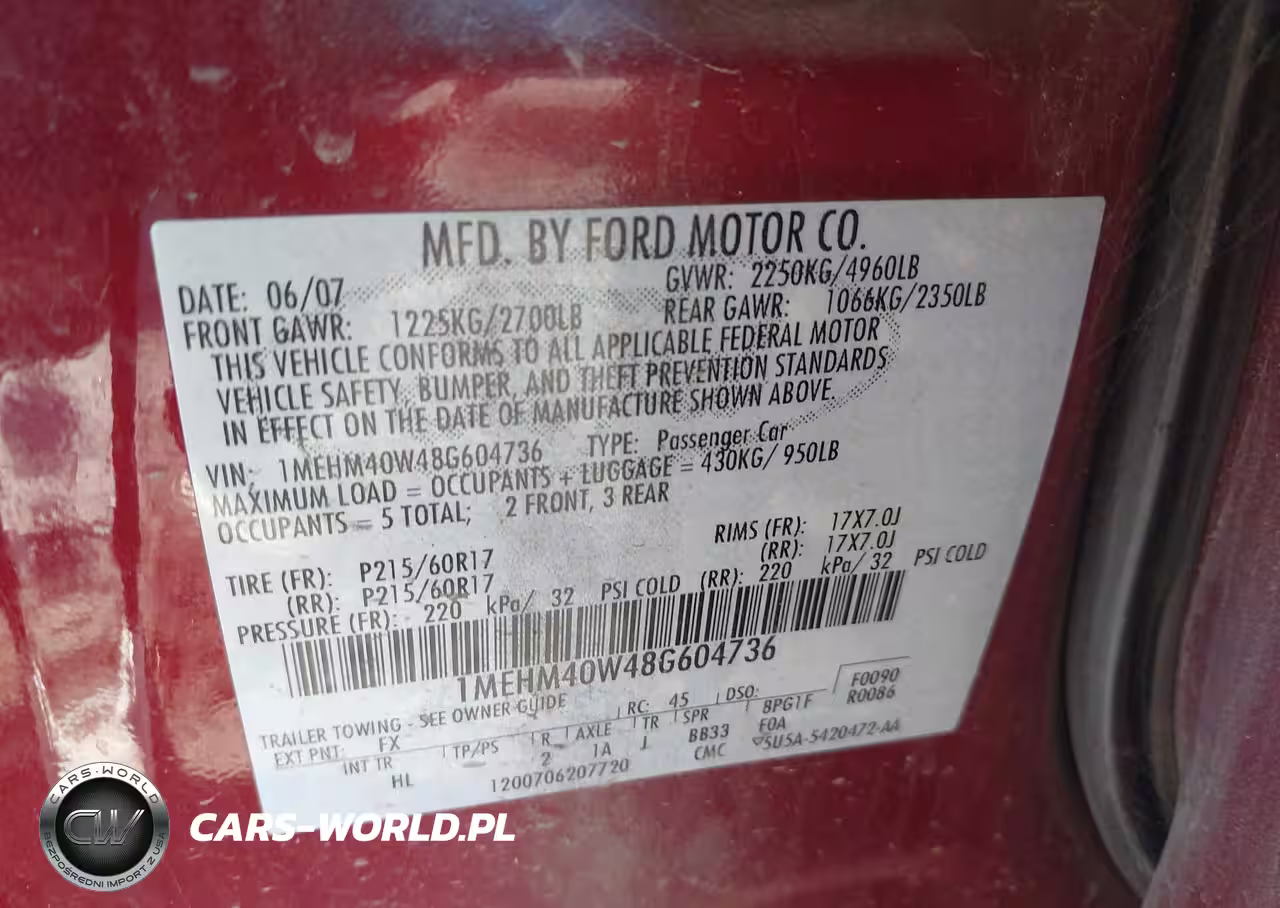 MFD. BY FORD MOTOR CO.
DATE: 06/07 GVWR: 2250KG/4960LB
FRONT GAWR: 1225KG/2700LB REAR GAWR: 1066KG/2350LB
THIS VEHICLE CONFORMS TO ALL APPLICABLE FEDERAL MOTOR
VEHICLE SAFETY, BUMPER, AND THEFT PREVENTION STANDARDS
IN EFFECT ON THE DATE OF MANUFACTURE SHOWN ABOVE.
VIN: 1MEHM40W48G604736 TYPE: Passenger Car
MAXIMUM LOAD = OCCUPANTS + LUGGAGE = 430KG/ 950LB
OCCUPANTS = 5 TOTAL; 2 FRONT, 3 REAR
RIMS (FR): 17X7.0J
TIRE (FR): P215/60R17 (RR): 17X7.0J
(RR): P215/60R17
PRESSURE (FR): 220 kPa/ 32 PSI COLD (RR): 220 kPa/ 32 PSI COLD
1MEHM40W48G604736
TRAILER TOWING - SEE OWNER GUIDE F0090
R0086
EXT PNT: FX RC: 45 DSO:
INT TR TP/PS R AXLE TR SPR 8PG1F
HL 2 1A J BB33 FOA
1200706207720 CMC 5U5A-5420472-AA
CARS-WORLD
CW
BEZPOŚREDNI IMPORT Z USA
CARS-WORLD.PL